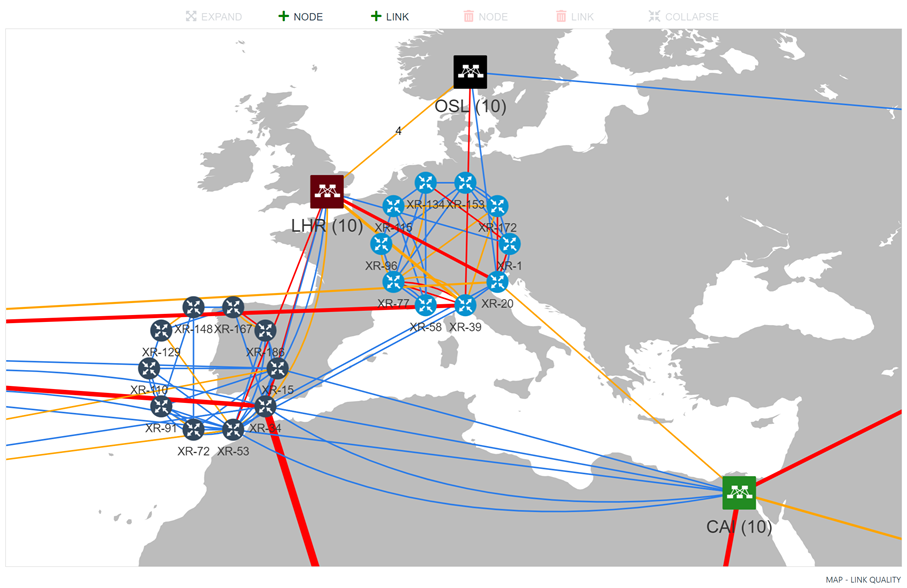 EXPAND NODE LINK NODE LINK COLLAPSE
OSL (10)
4
LHR (10)
XR-134 XR-153
XR-115 XR-172
XR-96 XR-1
XR-77 XR-20
XR-58 XR-39
XR-148 XR-167
XR-129 XR-186
XR-110 XR-15
XR-91 XR-34
XR-72 XR-53
CAI (10)
MAP - LINK QUALITY